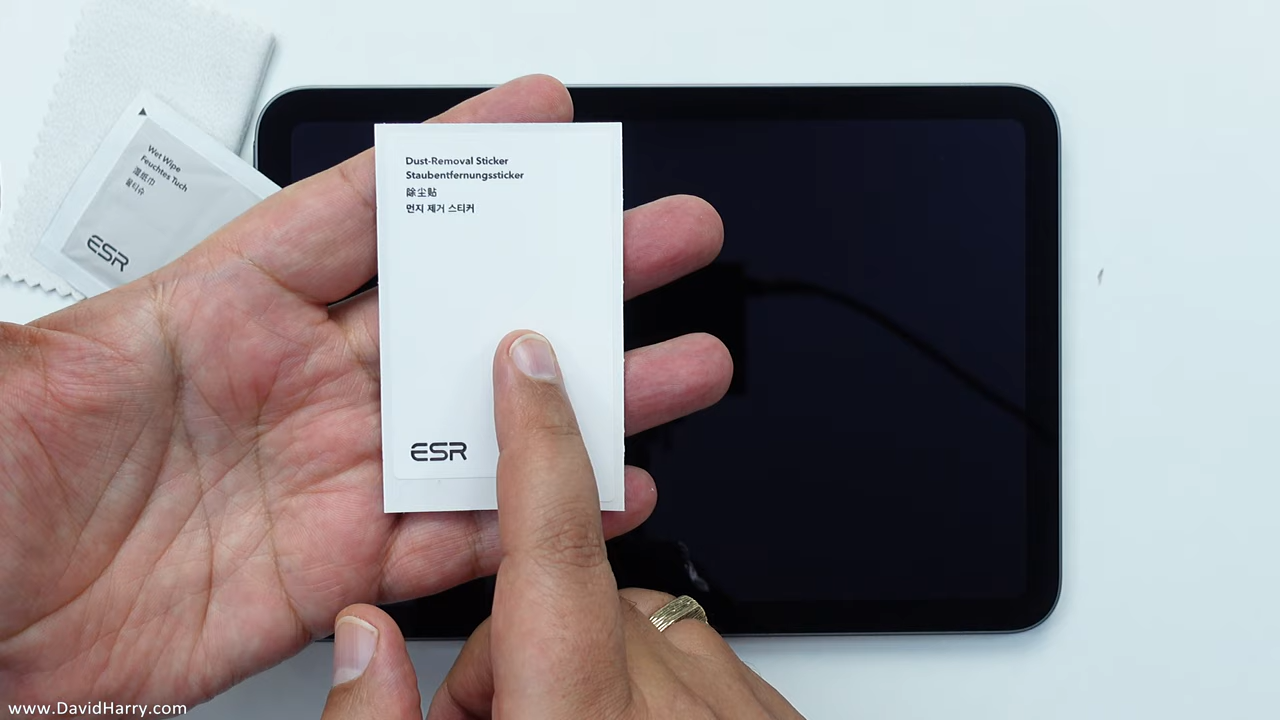 Dust-Removal Sticker
Staubentfernungssticker
除尘贴
먼지 제거 스티커
ESR
Wet Wipe
Feuchtes Tuch
湿纸巾
물티슈
ESR
www.DavidHarry.com